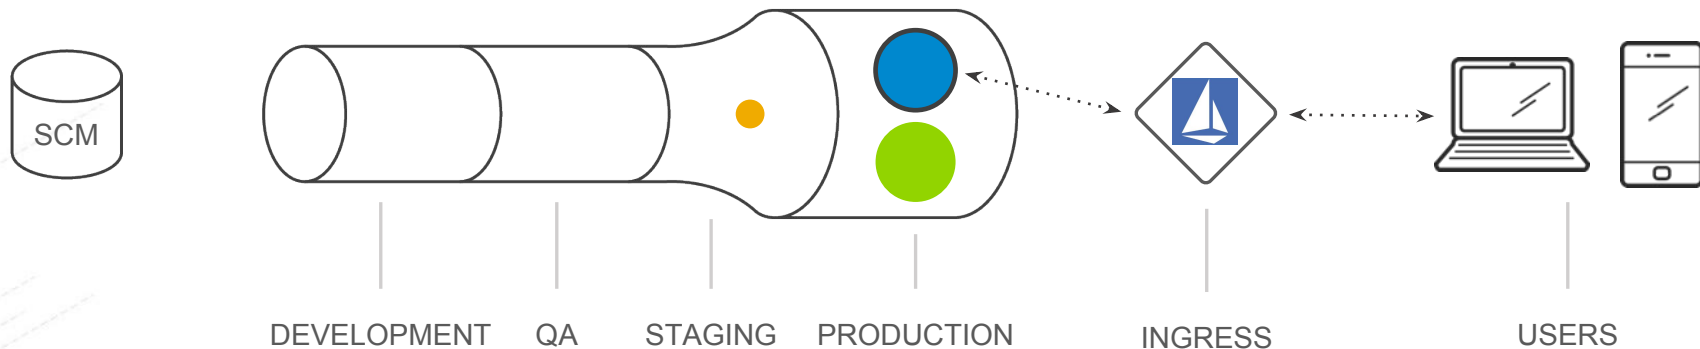 SCM
DEVELOPMENT
QA
STAGING
PRODUCTION
INGRESS
USERS